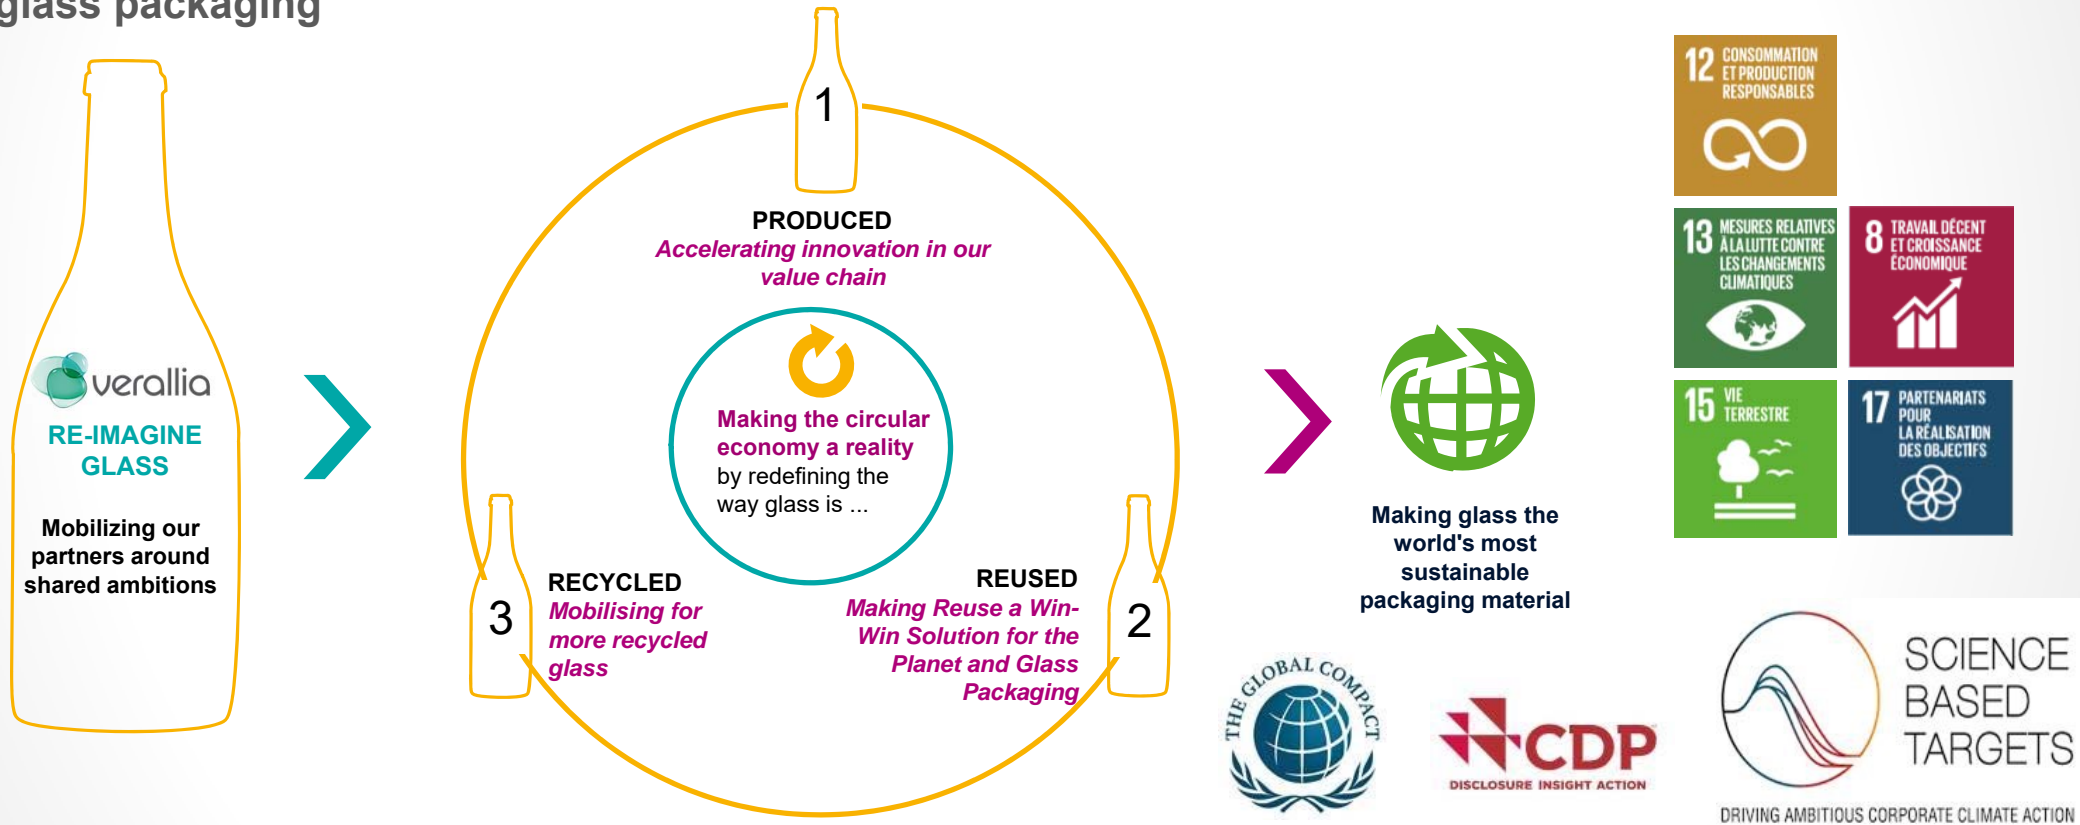 glass packaging
verallia
RE-IMAGINE
GLASS
Mobilizing our
partners around
shared ambitions
1
PRODUCED
Accelerating innovation in our
value chain
Making the circular
economy a reality
by redefining the
way glass is ...
3
RECYCLED
Mobilising for
more recycled
glass
REUSED
Making Reuse a Win-
Win Solution for the
Planet and Glass
Packaging
2
Making glass the
world's most
sustainable
packaging material
12 CONSOMMATION
ET PRODUCTION
RESPONSABLES
13 MESURES RELATIVES
À LA LUTTE CONTRE
LES CHANGEMENTS
CLIMATIQUES
8 TRAVAIL DÉCENT
ET CROISSANCE
ÉCONOMIQUE
15 VIE
TERRESTRE
17 PARTENARIATS
POUR
LA RÉALISATION
DES OBJECTIFS
THE GLOBAL COMPACT
CDP
DISCLOSURE INSIGHT ACTION
SCIENCE
BASED
TARGETS
DRIVING AMBITIOUS CORPORATE CLIMATE ACTION